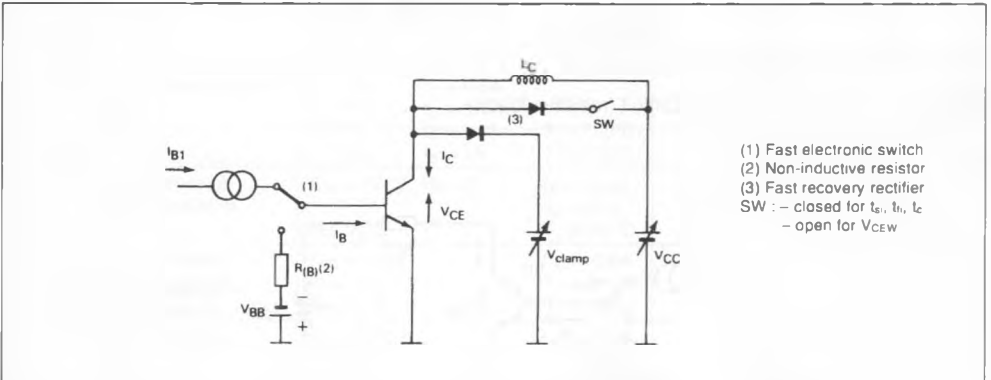 LC
(3)
SW
IB1
(1)
IC
VCE
IB
R(B)(2)
VBB
−
+
Vclamp
VCC
(1) Fast electronic switch
(2) Non-inductive resistor
(3) Fast recovery rectifier
SW : – closed for tsi, tfi, tc
– open for VCEW